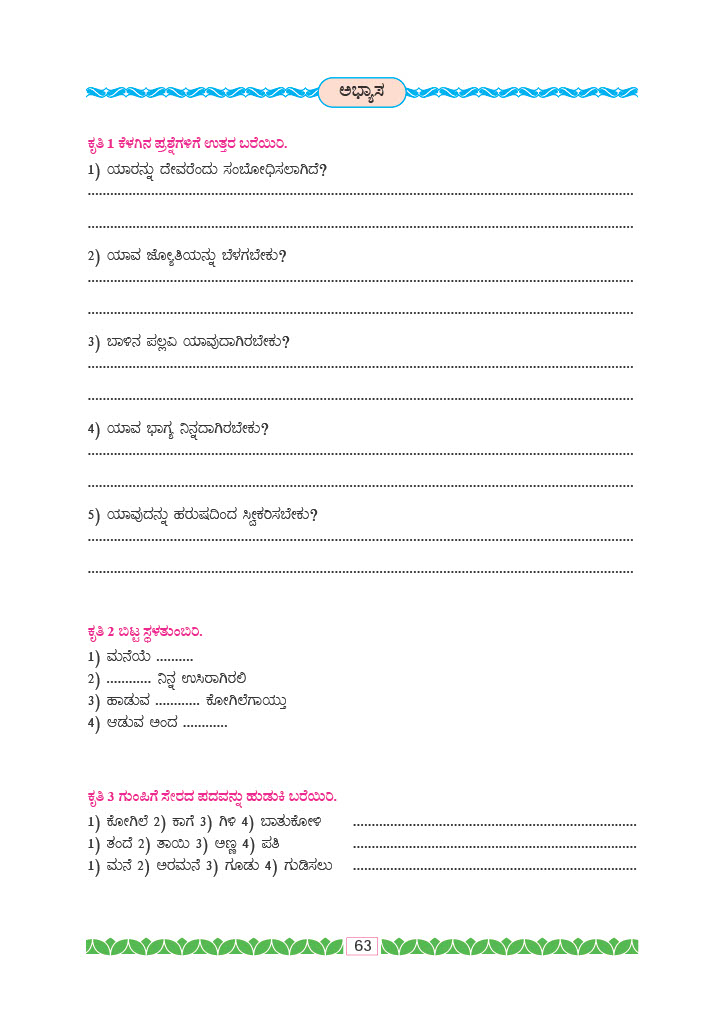 ಅಭ್ಯಾಸ
ಕೃತಿ 1 ಕೆಳಗಿನ ಪ್ರಶ್ನೆಗಳಿಗೆ ಉತ್ತರ ಬರೆಯಿರಿ.
1) ಯಾರನ್ನು ದೇವರೆಂದು ಸಂಬೋಧಿಸಲಾಗಿದೆ?
2) ಯಾವ ಜ್ಯೋತಿಯನ್ನು ಬೆಳಗಬೇಕು?
3) ಬಾಳಿನ ಪಲ್ಲವಿ ಯಾವುದಾಗಿರಬೇಕು?
4) ಯಾವ ಭಾಗ್ಯ ನಿನ್ನದಾಗಿರಬೇಕು?
5) ಯಾವುದನ್ನು ಹರುಷದಿಂದ ಸ್ವೀಕರಿಸಬೇಕು?
ಕೃತಿ 2 ಬಿಟ್ಟ ಸ್ಥಳತುಂಬಿರಿ.
1) ಮನೆಯೆ ..........
2) ............ ನಿನ್ನ ಉಸಿರಾಗಿರಲಿ
3) ಹಾಡುವ ............ ಕೋಗಿಲೆಗಾಯ್ತು
4) ಆಡುವ ಅಂದ ............
ಕೃತಿ 3 ಗುಂಪಿಗೆ ಸೇರದ ಪದವನ್ನು ಹುಡುಕಿ ಬರೆಯಿರಿ.
1) ಕೋಗಿಲೆ 2) ಕಾಗೆ 3) ಗಿಳಿ 4) ಬಾತುಕೋಳಿ
1) ತಂದೆ 2) ತಾಯಿ 3) ಅಣ್ಣ 4) ಪತಿ
1) ಮನೆ 2) ಅರಮನೆ 3) ಗೂಡು 4) ಗುಡಿಸಲು
63